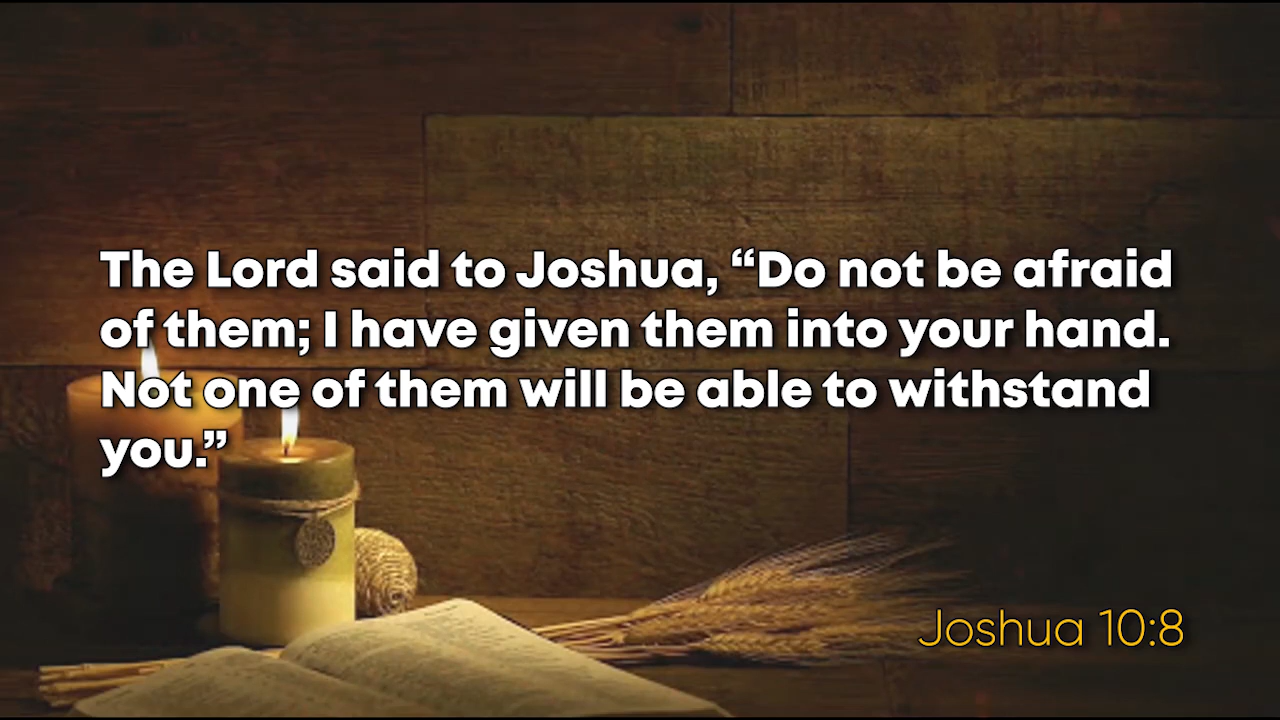 The Lord said to Joshua, “Do not be afraid
of them; I have given them into your hand.
Not one of them will be able to withstand
you.”
Joshua 10:8